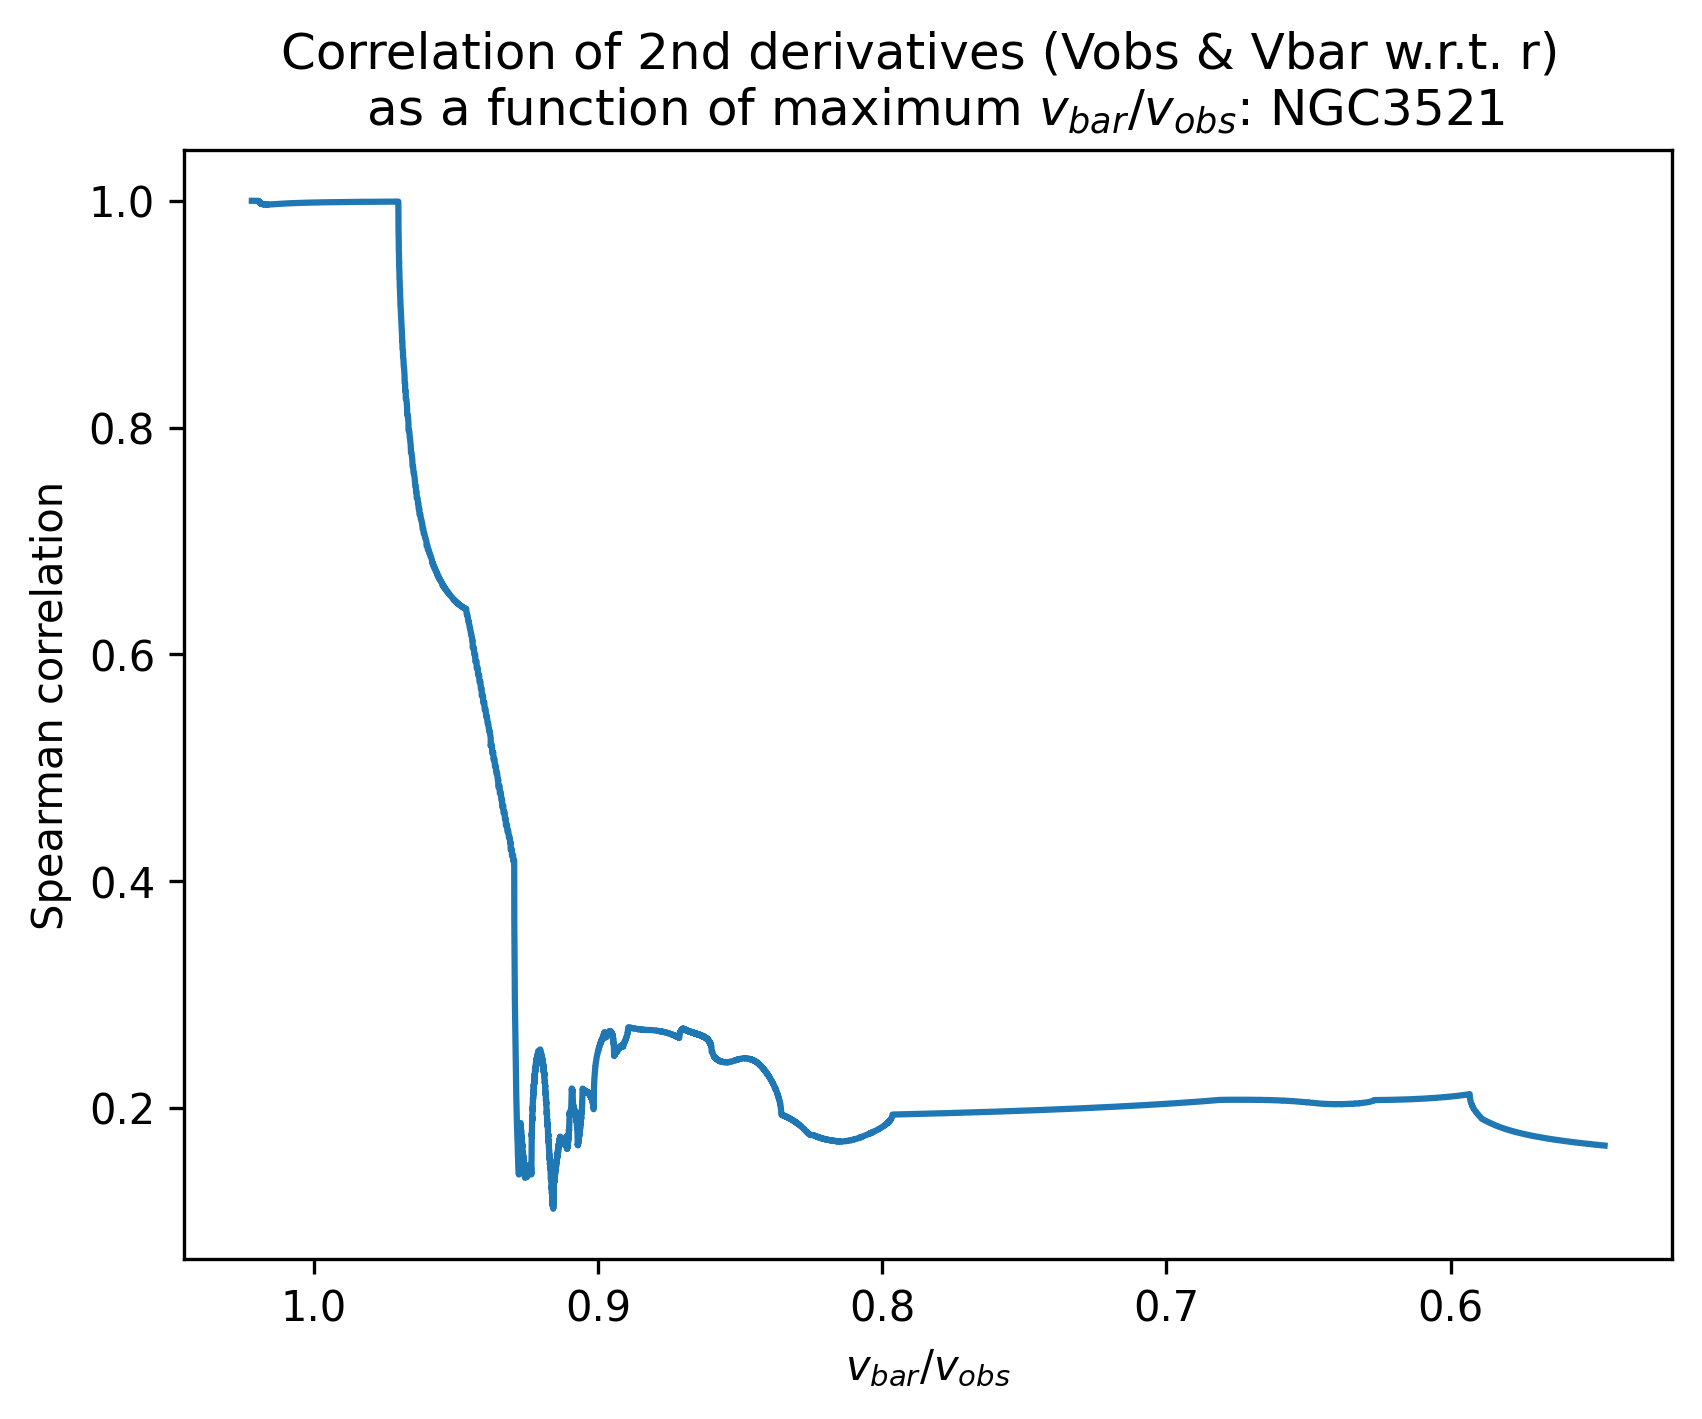 Correlation of 2nd derivatives (Vobs & Vbar w.r.t. r)
as a function of maximum v_bar/v_obs: NGC3521
1.0
0.8
0.6
0.4
0.2
Spearman correlation
1.0 0.9 0.8 0.7 0.6
v_bar/v_obs